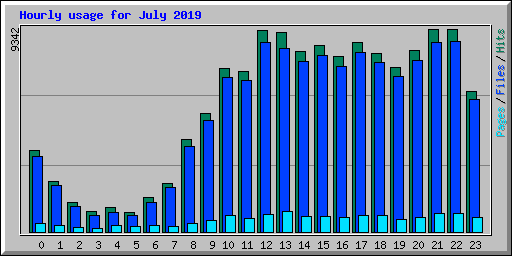 Hourly usage for July 2019
9342
Pages / Files / Hits
0 1 2 3 4 5 6 7 8 9 10 11 12 13 14 15 16 17 18 19 20 21 22 23